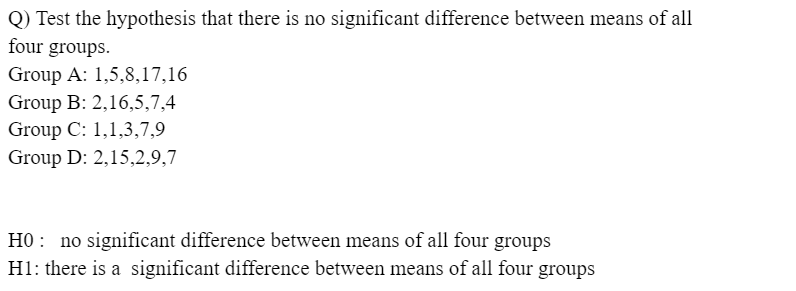 Q) Test the hypothesis that there is no significant difference between means of all
four groups.
Group A: 1,5,8,17,16
Group B: 2,16,5,7,4
Group C: 1,1,3,7,9
Group D: 2,15,2,9,7
H0 :   no significant difference between means of all four groups
H1: there is a  significant difference between means of all four groups